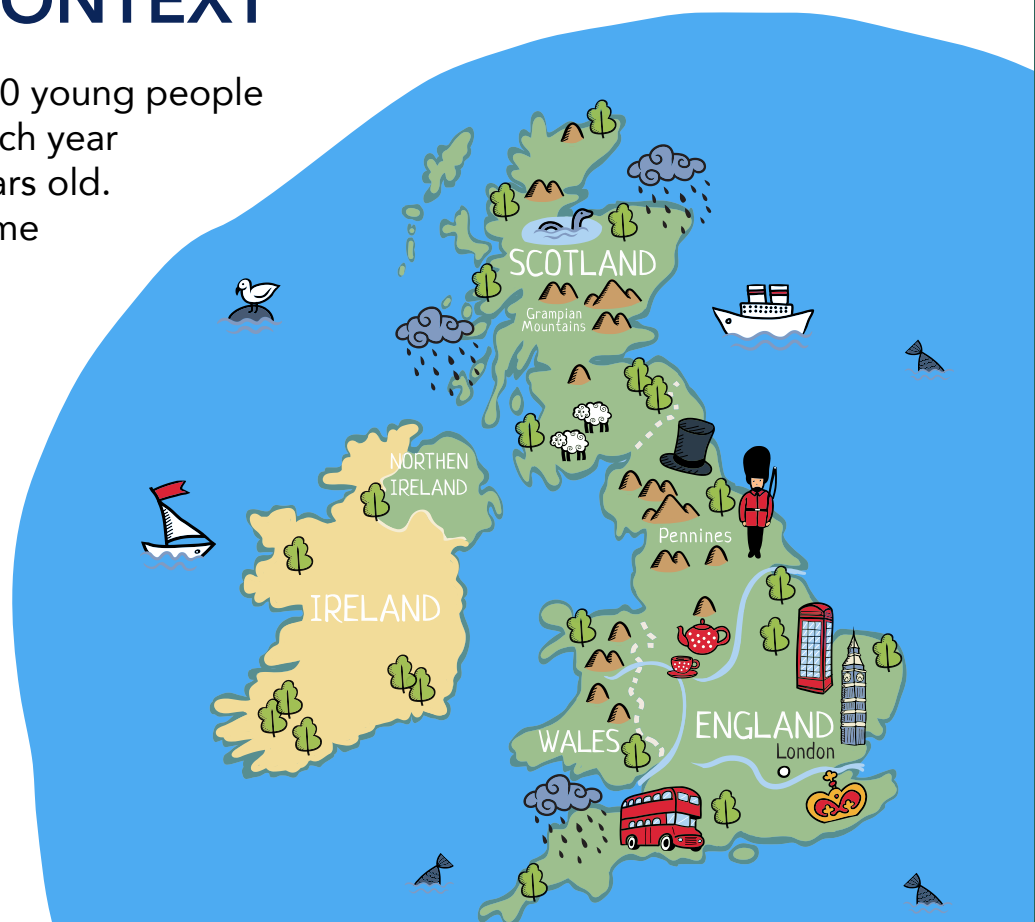 ONTEXT
0 young people
ch year
ars old.
me
SCOTLAND
Grampian
Mountains
NORTHEN
IRELAND
Pennines
IRELAND
ENGLAND
WALES
London